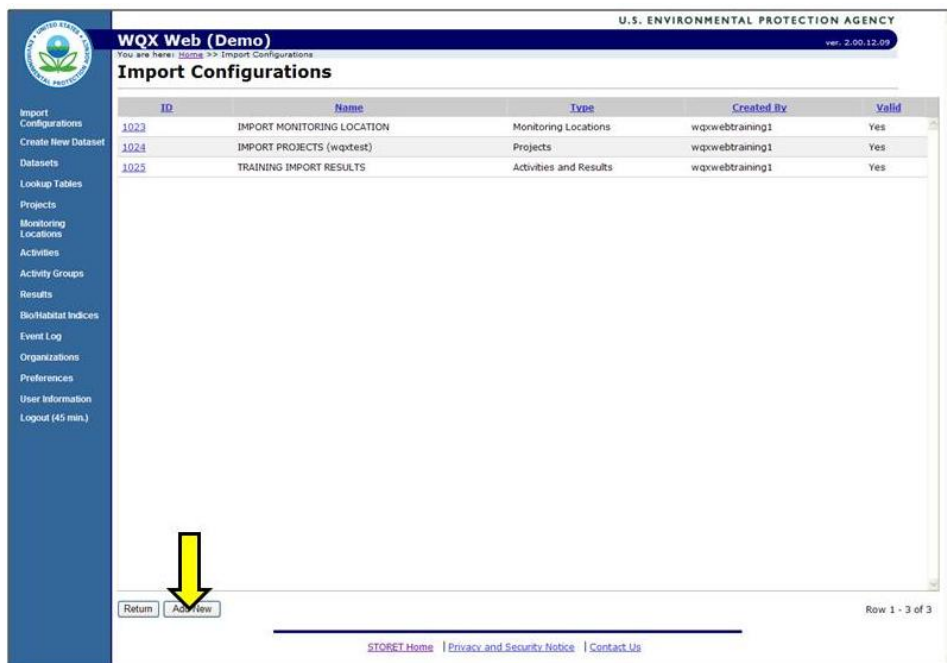 U.S. ENVIRONMENTAL PROTECTION AGENCY
WQX Web (Demo)
ver. 2.00.12.09
You are here: Home >> Import Configurations
Import Configurations
Import Configurations
Create New Dataset
Datasets
Lookup Tables
Projects
Monitoring Locations
Activities
Activity Groups
Results
Bio/Habitat Indices
Event Log
Organizations
Preferences
User Information
Logout (45 min.)
ID Name Type Created By Valid
1023 IMPORT MONITORING LOCATION Monitoring Locations wqxwebtraining1 Yes
1024 IMPORT PROJECTS (wqxtest) Projects wqxwebtraining1 Yes
1025 TRAINING IMPORT RESULTS Activities and Results wqxwebtraining1 Yes
Return Add New
Row 1 - 3 of 3
STORET Home | Privacy and Security Notice | Contact Us